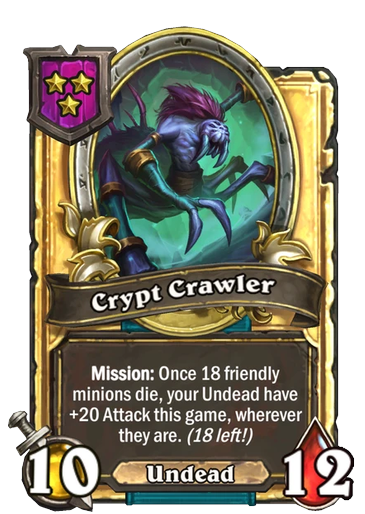 Crypt Crawler
Mission: Once 18 friendly
minions die, your Undead have
+20 Attack this game, wherever
they are. (18 left!)
10
Undead
12